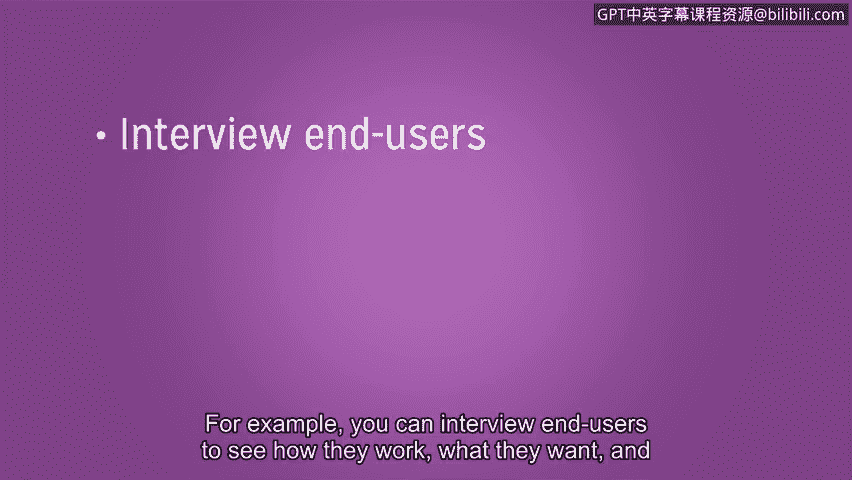 GPT中英字幕课程资源@bilibili.com
• Interview end-users
For example, you can interview end-users
to see how they work, what they want, and